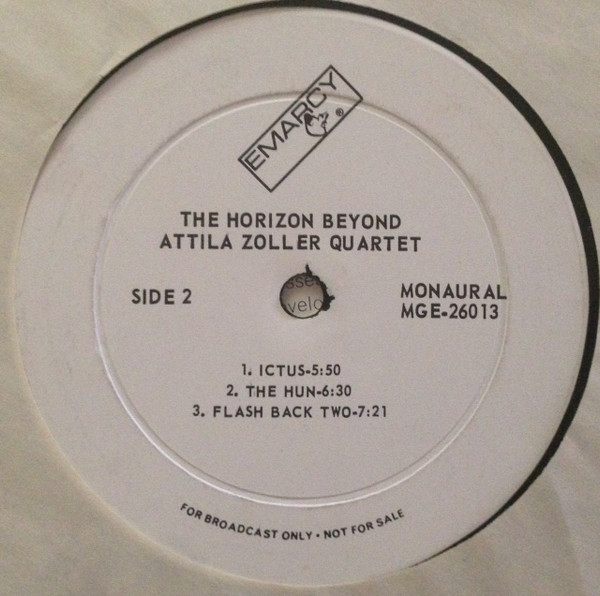 EMARCY ®
THE HORIZON BEYOND
ATTILA ZOLLER QUARTET
SIDE 2
MONAURAL
MGE-26013
1. ICTUS-5:50
2. THE HUN-6:30
3. FLASH BACK TWO-7:21
FOR BROADCAST ONLY • NOT FOR SALE